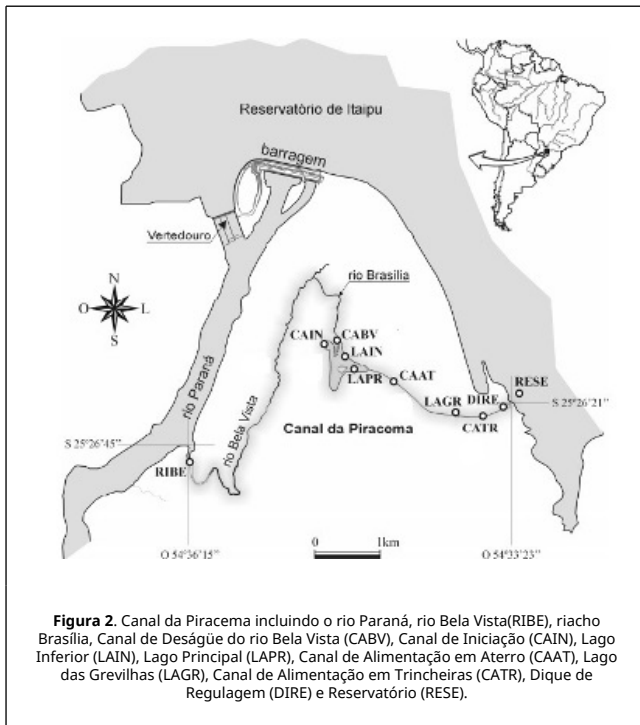 Reservatório de Itaipu
barragem
Vertedouro
N
O
L
S
rio Brasília
CAIN
CABV
LAIN
LAPR
CAAT
RESE
DIRE
LAGR
CATR
S 25°26'21"
rio Paraná
rio Bela Vista
Canal da Piracema
S 25°26'45"
RIBE
0 1km
O 54°36'15"
O 54°33'23"
Figura 2. Canal da Piracema incluindo o rio Paraná, rio Bela Vista(RIBE), riacho
Brasília, Canal de Deságüe do rio Bela Vista (CABV), Canal de Iniciação (CAIN), Lago
Inferior (LAIN), Lago Principal (LAPR), Canal de Alimentação em Aterro (CAAT), Lago
das Grevilhas (LAGR), Canal de Alimentação em Trincheiras (CATR), Dique de
Regulagem (DIRE) e Reservatório (RESE).